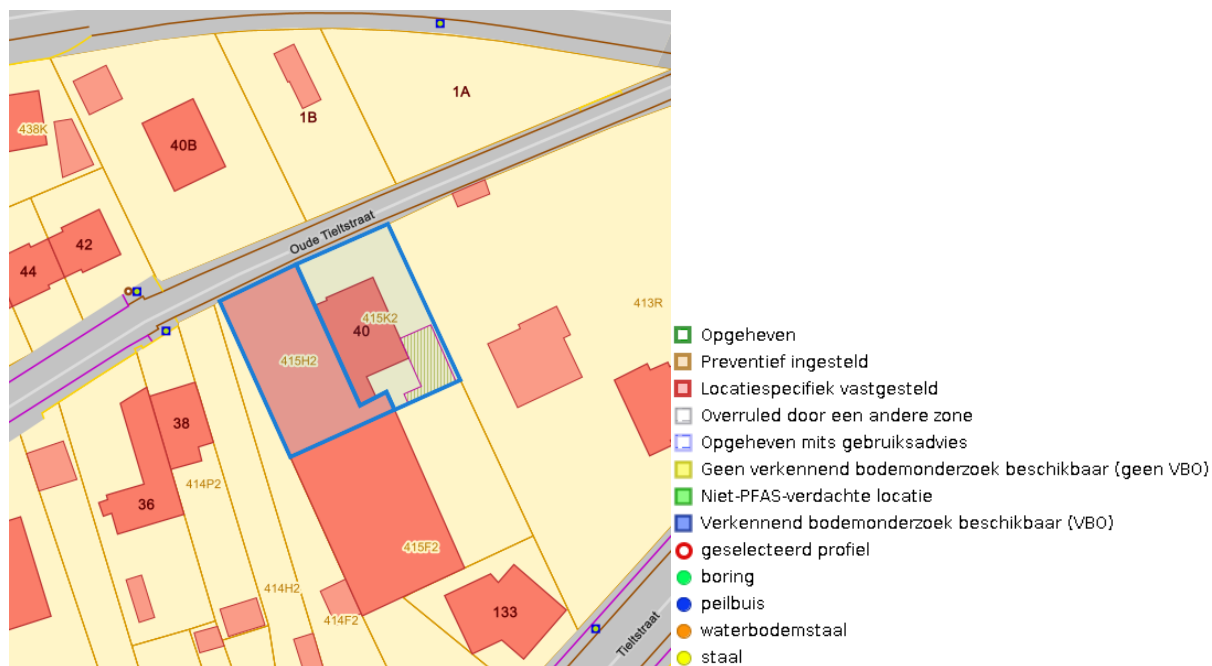 1A
1B
438K
40B
Oude Tieltstraat
42
44
413R
415K2
40
415H2
38
414P2
36
415F2
414H2
133
414F2
Tieltstraat
Opgeheven
Preventief ingesteld
Locatiespecifiek vastgesteld
Overruled door een andere zone
Opgeheven mits gebruiksadvies
Geen verkennend bodemonderzoek beschikbaar (geen VBO)
Niet-PFAS-verdachte locatie
Verkennend bodemonderzoek beschikbaar (VBO)
geselecteerd profiel
boring
peilbuis
waterbodemstaal
staal